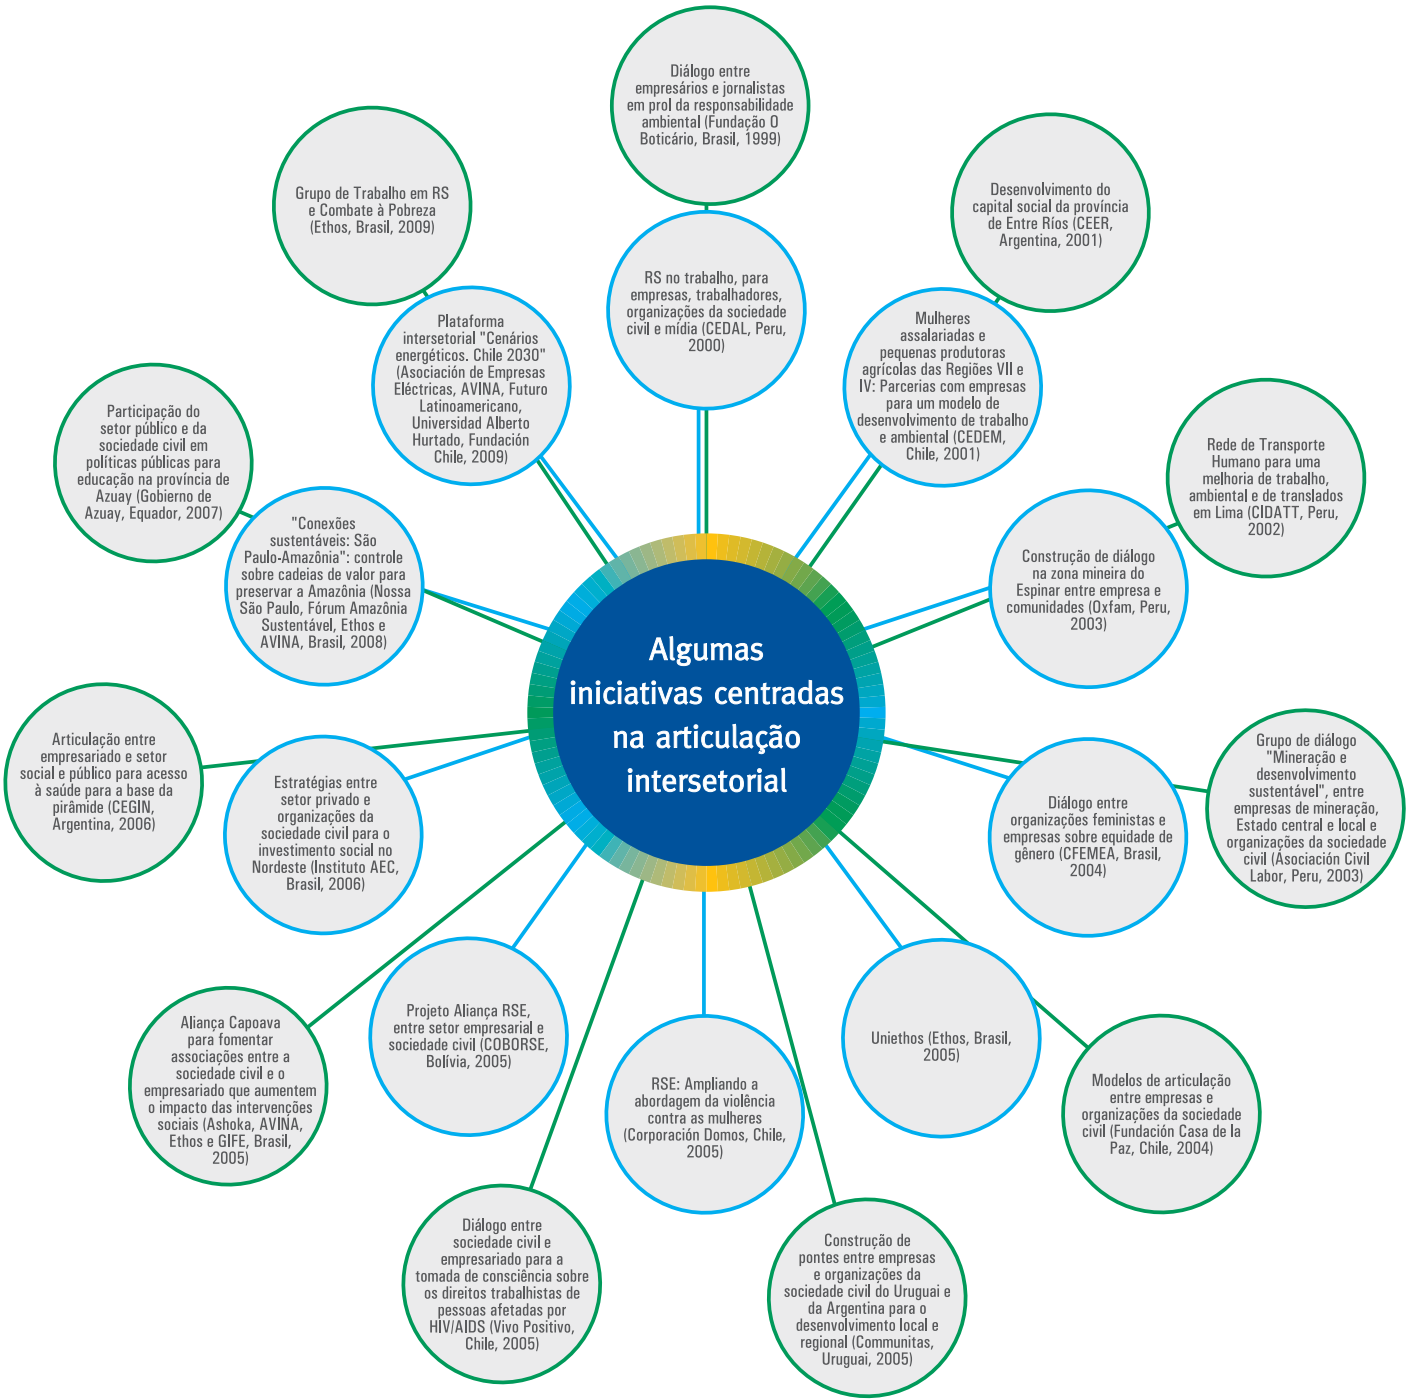 Diálogo entre
empresários e jornalistas
em prol da responsabilidade
ambiental (Fundação O
Boticário, Brasil, 1999)
Grupo de Trabalho em RS
e Combate à Pobreza
(Ethos, Brasil, 2009)
Desenvolvimento do
capital social da província
de Entre Ríos (CEER,
Argentina, 2001)
RS no trabalho, para
empresas, trabalhadores,
organizações da sociedade
civil e mídia (CEDAL, Peru,
2000)
Plataforma
intersetorial "Cenários
energéticos. Chile 2030"
(Asociación de Empresas
Eléctricas, AVINA, Futuro
Latinoamericano,
Universidad Alberto
Hurtado, Fundación
Chile, 2009)
Mulheres
assalariadas e
pequenas produtoras
agrícolas das Regiões VII e
IV: Parcerias com empresas
para um modelo de
desenvolvimento de trabalho
e ambiental (CEDEM,
Chile, 2001)
Participação do
setor público e da
sociedade civil em
políticas públicas para
educação na província de
Azuay (Gobierno de
Azuay, Equador, 2007)
Rede de Transporte
Humano para uma
melhoria de trabalho,
ambiental e de translados
em Lima (CIDATT, Peru,
2002)
"Conexões
sustentáveis: São
Paulo-Amazônia": controle
sobre cadeias de valor para
preservar a Amazônia (Nossa
São Paulo, Fórum Amazônia
Sustentável, Ethos e
AVINA, Brasil, 2008)
Construção de diálogo
na zona mineira do
Espinar entre empresa e
comunidades (Oxfam, Peru,
2003)
Algumas
iniciativas centradas
na articulação
intersetorial
Articulação entre
empresariado e setor
social e público para acesso
à saúde para a base da
pirâmide (CEGIN,
Argentina, 2006)
Estratégias entre
setor privado e
organizações da
sociedade civil para o
investimento social no
Nordeste (Instituto AEC,
Brasil, 2006)
Diálogo entre
organizações feministas e
empresas sobre equidade de
gênero (CFEMEA, Brasil,
2004)
Grupo de diálogo
"Mineração e
desenvolvimento
sustentável", entre
empresas de mineração,
Estado central e local e
organizações da sociedade
civil (Asociación Civil
Labor, Peru, 2003)
Aliança Capoava
para fomentar
associações entre a
sociedade civil e o
empresariado que aumentem
o impacto das intervenções
sociais (Ashoka, AVINA,
Ethos e GIFE, Brasil,
2005)
Projeto Aliança RSE,
entre setor empresarial e
sociedade civil (COBORSE,
Bolívia, 2005)
RSE: Ampliando a
abordagem da violência
contra as mulheres
(Corporación Domos, Chile,
2005)
Uniethos (Ethos, Brasil,
2005)
Modelos de articulação
entre empresas e
organizações da sociedade
civil (Fundación Casa de la
Paz, Chile, 2004)
Diálogo entre
sociedade civil e
empresariado para a
tomada de consciência sobre
os direitos trabalhistas de
pessoas afetadas por
HIV/AIDS (Vivo Positivo,
Chile, 2005)
Construção de
pontes entre empresas
e organizações da
sociedade civil do Uruguai e
da Argentina para o
desenvolvimento local e
regional (Communitas,
Uruguai, 2005)